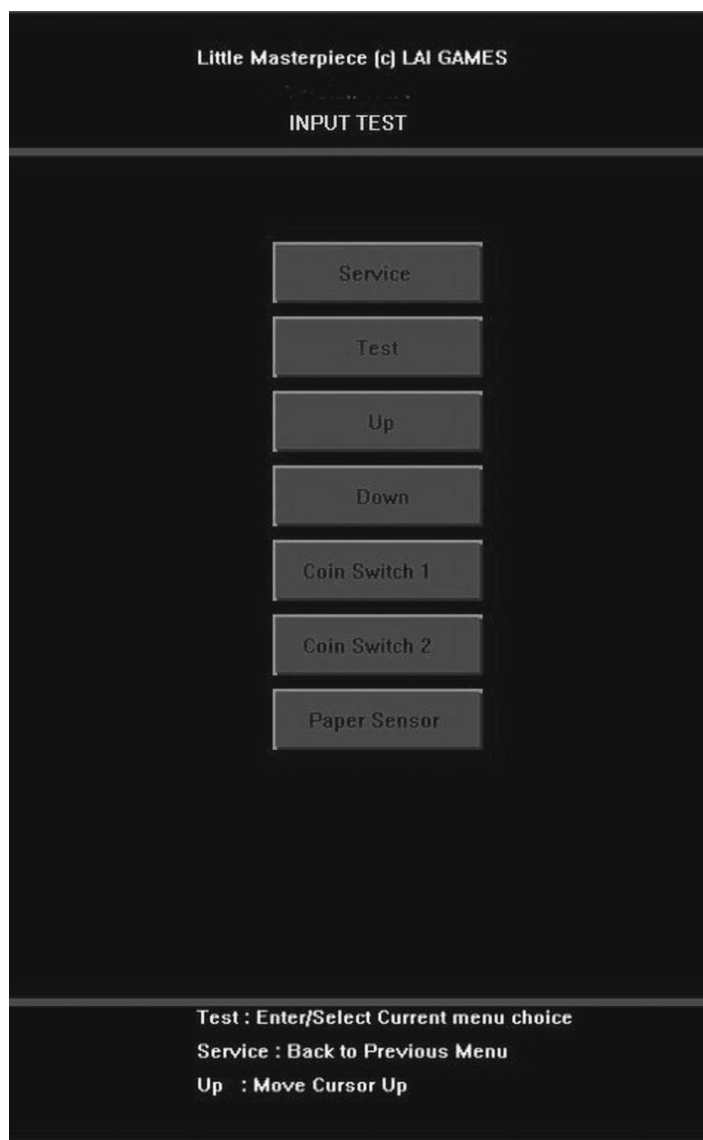 Little Masterpiece (c) LAI GAMES
INPUT TEST
Service
Test
Up
Down
Coin Switch 1
Coin Switch 2
Paper Sensor
Test : Enter/Select Current menu choice
Service : Back to Previous Menu
Up : Move Cursor Up